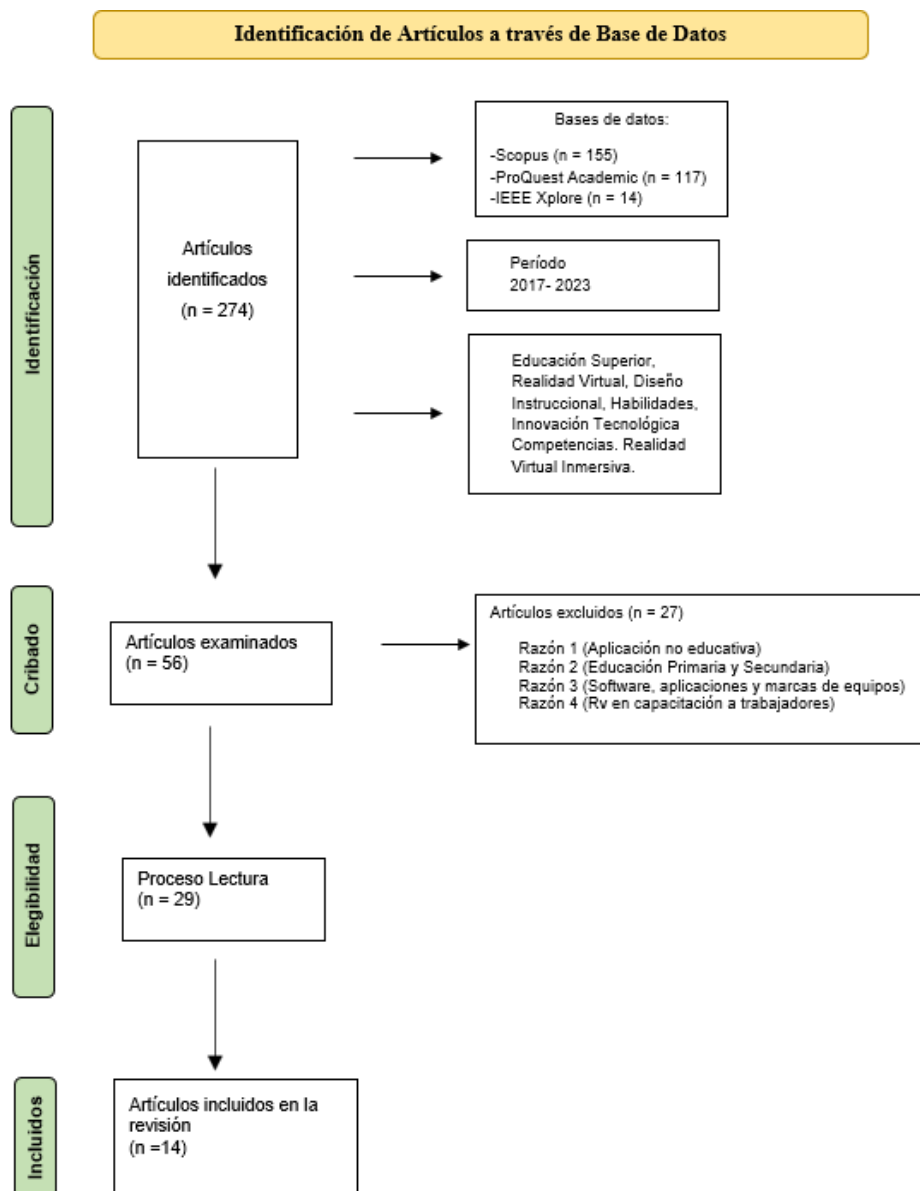 Identificación de Artículos a través de Base de Datos
Identificación
Artículos
identificados
(n = 274)
Bases de datos:
-Scopus (n = 155)
-ProQuest Academic (n = 117)
-IEEE Xplore (n = 14)
Período
2017- 2023
Educación Superior,
Realidad Virtual, Diseño
Instruccional, Habilidades,
Innovación Tecnológica
Competencias. Realidad
Virtual Inmersiva.
Cribado
Artículos examinados
(n = 56)
Artículos excluidos (n = 27)
Razón 1 (Aplicación no educativa)
Razón 2 (Educación Primaria y Secundaria)
Razón 3 (Software, aplicaciones y marcas de equipos)
Razón 4 (Rv en capacitación a trabajadores)
Elegibilidad
Proceso Lectura
(n = 29)
Incluidos
Artículos incluidos en la
revisión
(n =14)